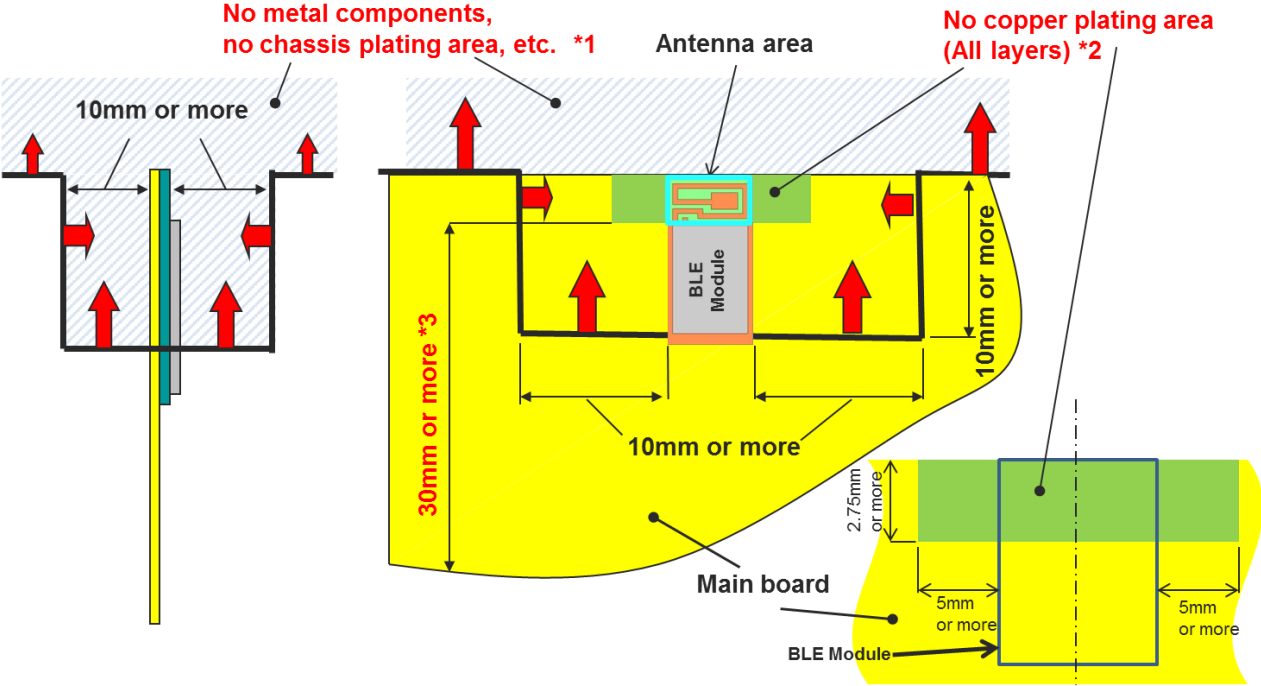 No metal components,
no chassis plating area, etc. *1
Antenna area
No copper plating area
(All layers) *2
10mm or more
BLE
Module
10mm or more
30mm or more *3
10mm or more
2.75mm
or more
Main board
5mm
or more
5mm
or more
BLE Module